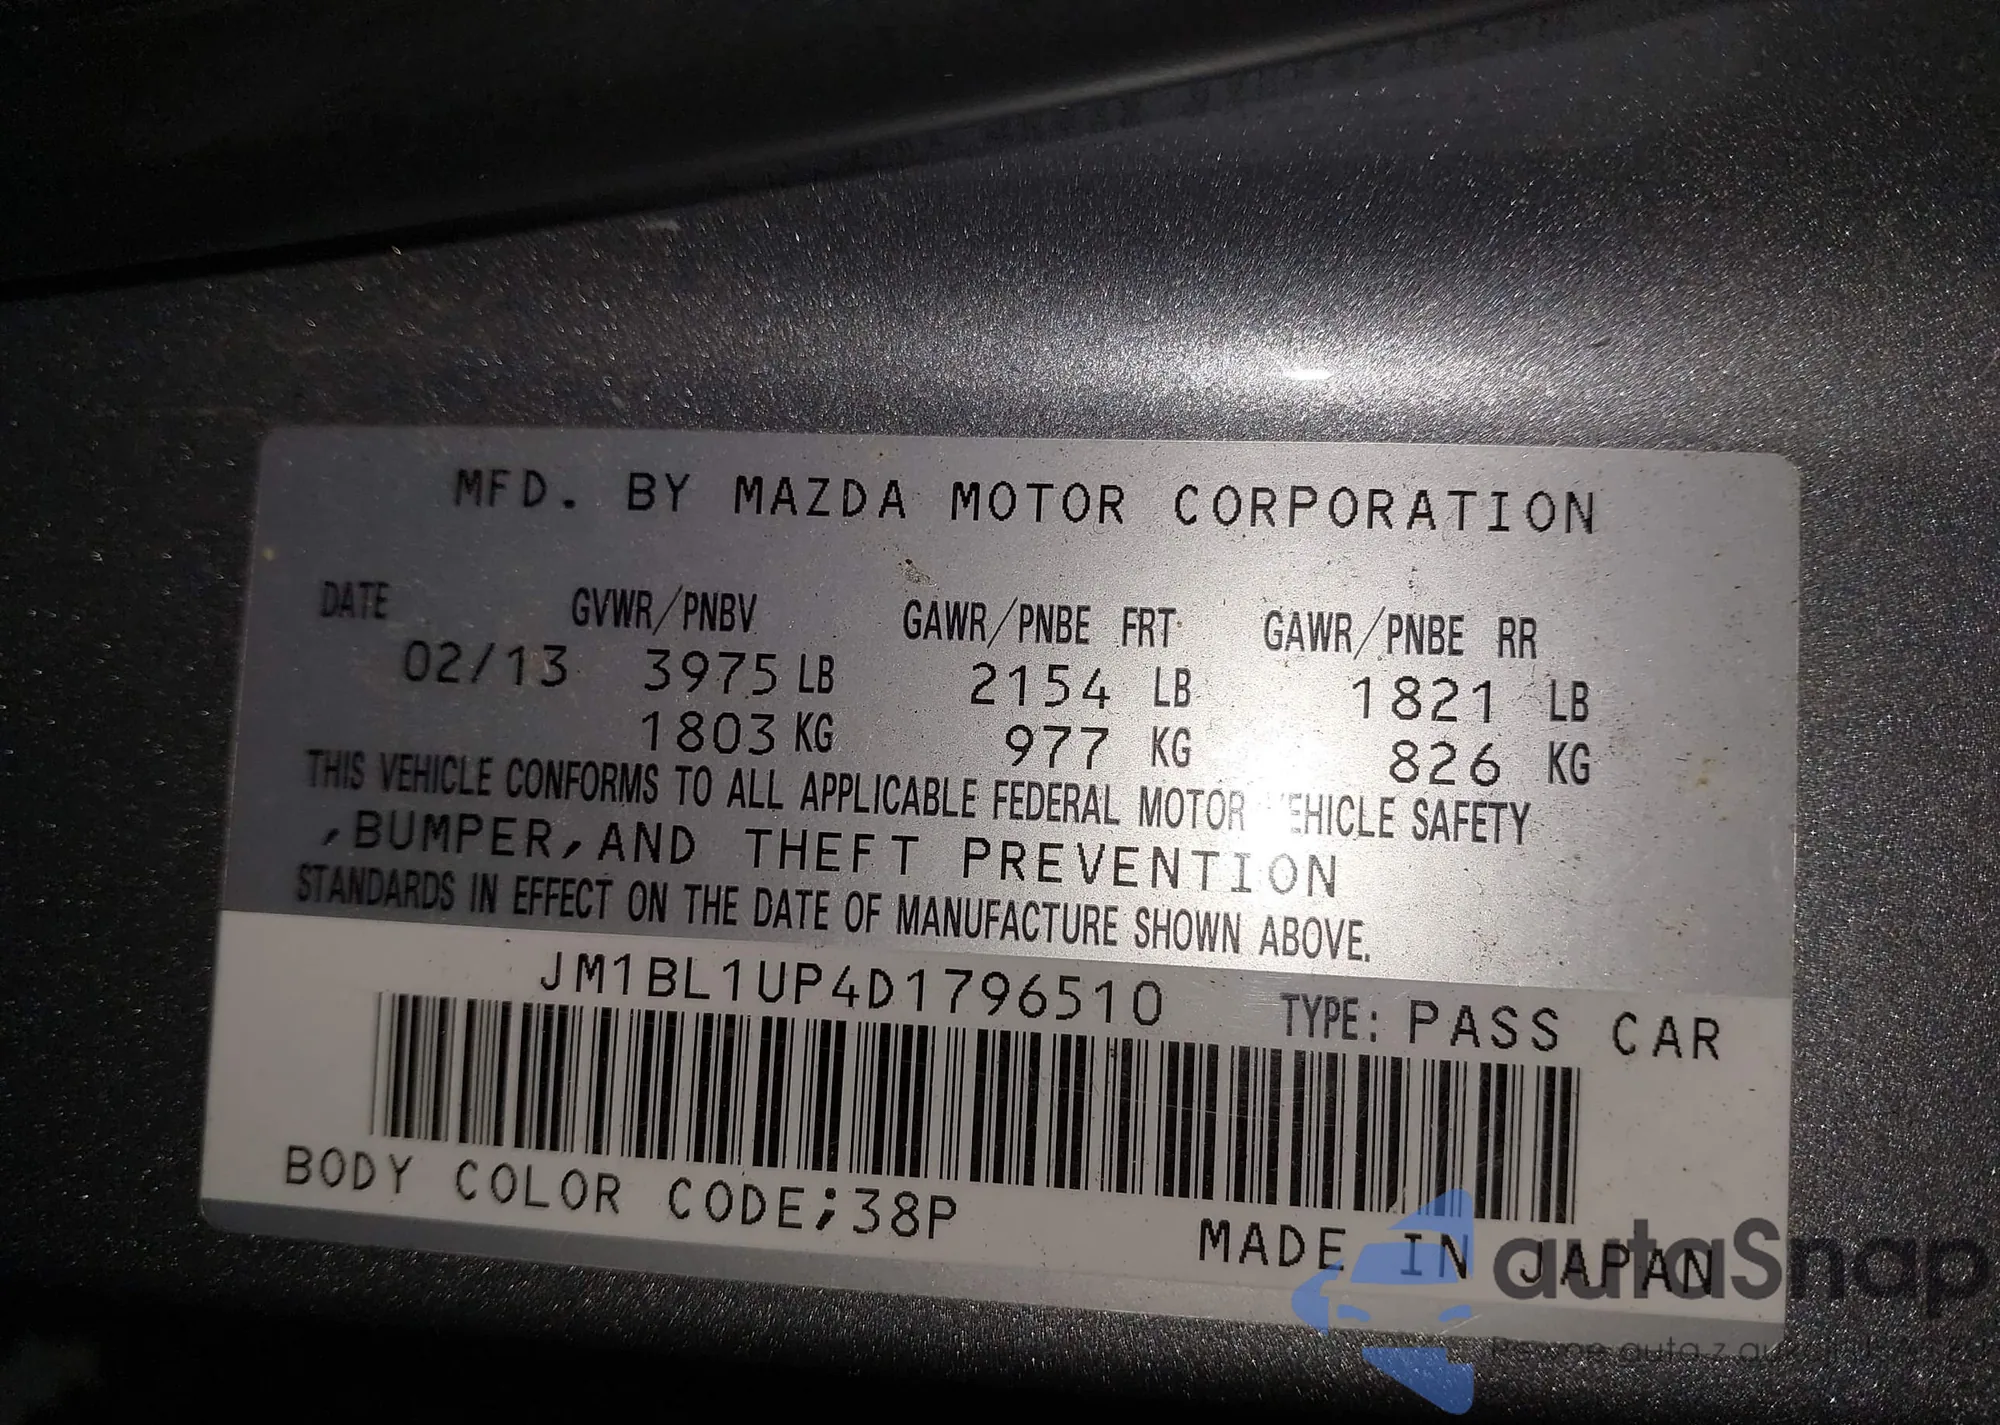 MFD. BY MAZDA MOTOR CORPORATION
DATE GVWR/PNBV GAWR/PNBE FRT GAWR/PNBE RR
02/13 3975 LB 2154 LB 1821 LB
1803 KG 977 KG 826 KG
THIS VEHICLE CONFORMS TO ALL APPLICABLE FEDERAL MOTOR VEHICLE SAFETY
,BUMPER,AND THEFT PREVENTION
STANDARDS IN EFFECT ON THE DATE OF MANUFACTURE SHOWN ABOVE.
JM1BL1UP4D1796510 TYPE: PASS CAR
BODY COLOR CODE;38P
MADE IN JAPAN
autaSnap